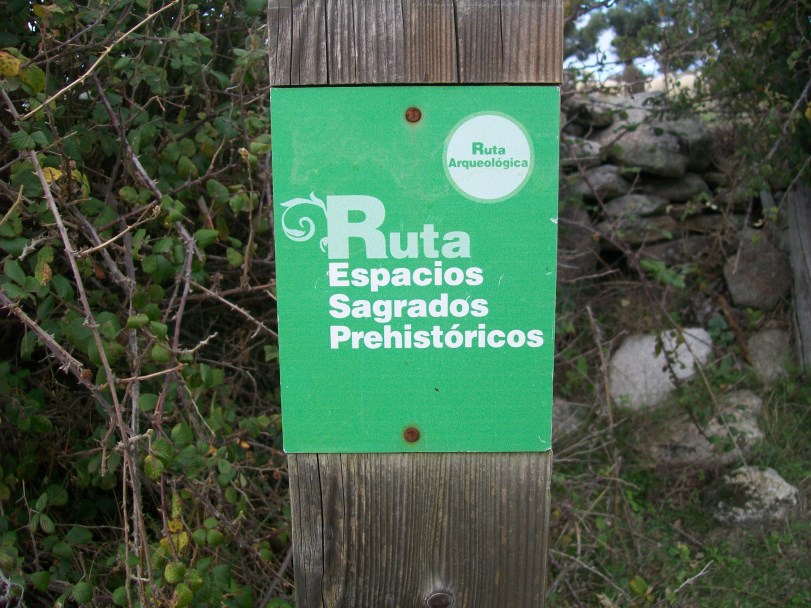 Ruta
Arqueológica
Ruta
Espacios
Sagrados
Prehistóricos